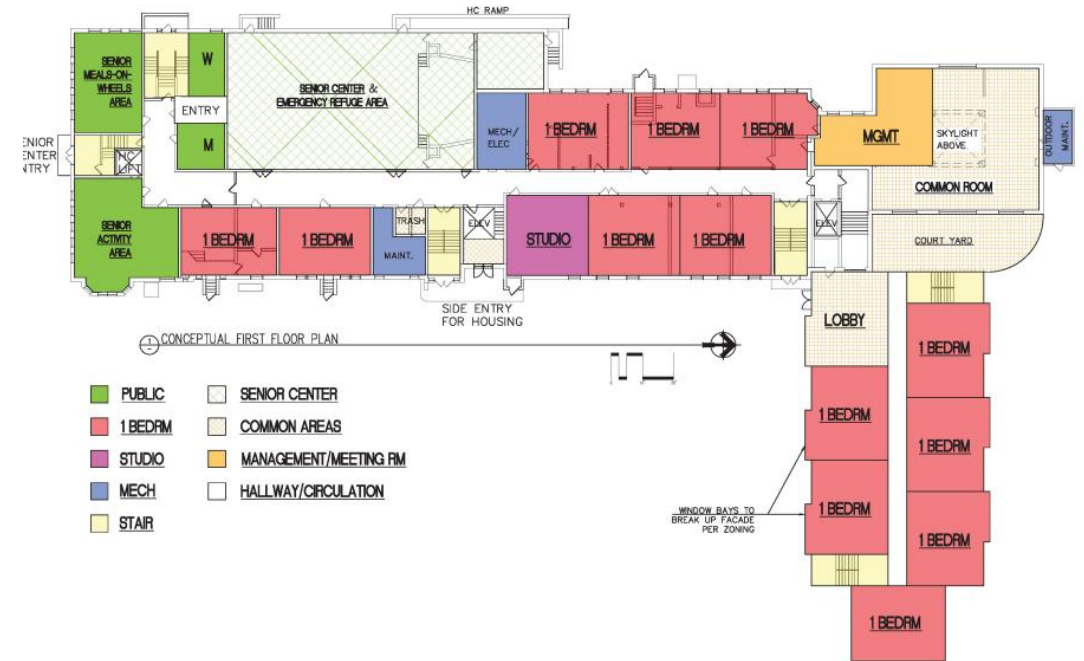 HC RAMP
SENIOR
MEALS-ON-
WHEELS
AREA
W
ENTRY
M
SENIOR CENTER &
EMERGENCY REFUGE AREA
MECH/
ELEC
1 BEDRM
1 BEDRM
1 BEDRM
MGMT
SKYLIGHT
ABOVE
OUTDOOR
MAINT.
COMMON ROOM
ENIOR
ENTER
NTRY
HC
LIFT
SENIOR
ACTIVITY
AREA
1 BEDRM
1 BEDRM
TRASH
MAINT.
ELEV
STUDIO
1 BEDRM
1 BEDRM
ELEV
COURT YARD
SIDE ENTRY
FOR HOUSING
LOBBY
1 BEDRM
1 BEDRM
1 BEDRM
1 BEDRM
1 BEDRM
1 BEDRM
WINDOW BAYS TO
BREAK UP FACADE
PER ZONING
1
CONCEPTUAL FIRST FLOOR PLAN
PUBLIC
1 BEDRM
STUDIO
MECH
STAIR
SENIOR CENTER
COMMON AREAS
MANAGEMENT/MEETING RM
HALLWAY/CIRCULATION